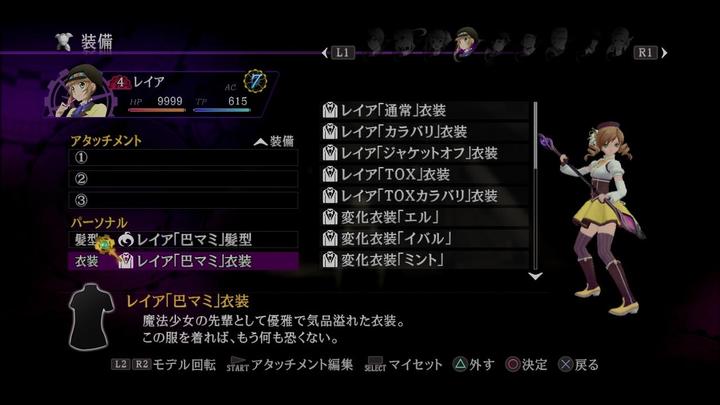 装備
L1
R1
4 レイア
AC 7
HP 9999 TP 615
アタッチメント
装備
①
②
③
パーソナル
髪型 レイア「巴マミ」髪型
衣装 レイア「巴マミ」衣装
レイア「通常」衣装
レイア「カラバリ」衣装
レイア「ジャケットオフ」衣装
レイア「TOX」衣装
レイア「TOXカラバリ」衣装
変化衣装「エル」
変化衣装「イバル」
変化衣装「ミント」
レイア「巴マミ」衣装
魔法少女の先輩として優雅で気品溢れた衣装。
この服を着れば、もう何も恐くない。
L2 R2 モデル回転 START アタッチメント編集 SELECT マイセット 外す 決定 戻る